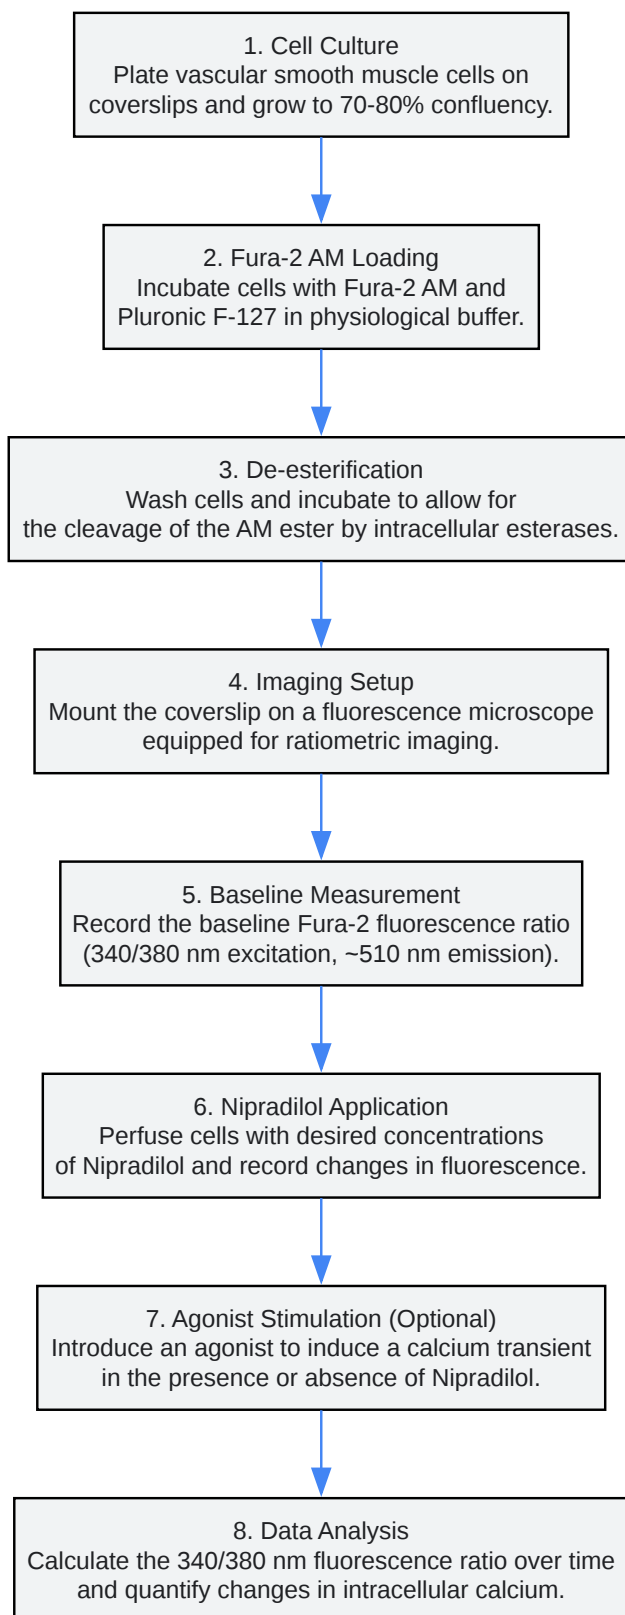 1. Cell Culture
Plate vascular smooth muscle cells on
coverslips and grow to 70-80% confluency.
2. Fura-2 AM Loading
Incubate cells with Fura-2 AM and
Pluronic F-127 in physiological buffer.
3. De-esterification
Wash cells and incubate to allow for
the cleavage of the AM ester by intracellular esterases.
4. Imaging Setup
Mount the coverslip on a fluorescence microscope
equipped for ratiometric imaging.
5. Baseline Measurement
Record the baseline Fura-2 fluorescence ratio
(340/380 nm excitation, ~510 nm emission).
6. Nipradilol Application
Perfuse cells with desired concentrations
of Nipradilol and record changes in fluorescence.
7. Agonist Stimulation (Optional)
Introduce an agonist to induce a calcium transient
in the presence or absence of Nipradilol.
8. Data Analysis
Calculate the 340/380 nm fluorescence ratio over time
and quantify changes in intracellular calcium.